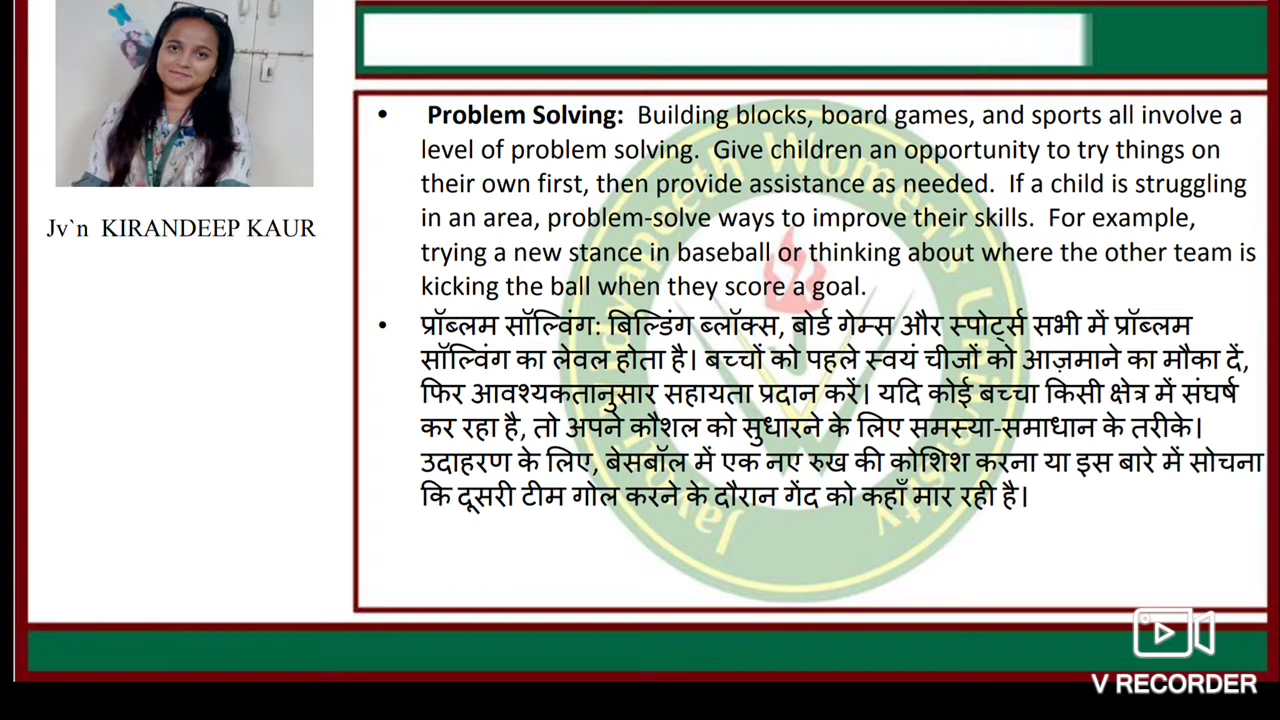 Jv`n KIRANDEEP KAUR
• Problem Solving: Building blocks, board games, and sports all involve a
level of problem solving. Give children an opportunity to try things on
their own first, then provide assistance as needed. If a child is struggling
in an area, problem-solve ways to improve their skills. For example,
trying a new stance in baseball or thinking about where the other team is
kicking the ball when they score a goal.
• प्रॉब्लम सॉल्विंग: बिल्डिंग ब्लॉक्स, बोर्ड गेम्स और स्पोर्ट्स सभी में प्रॉब्लम
सॉल्विंग का लेवल होता है। बच्चों को पहले स्वयं चीजों को आज़माने का मौका दें,
फिर आवश्यकतानुसार सहायता प्रदान करें। यदि कोई बच्चा किसी क्षेत्र में संघर्ष
कर रहा है, तो अपने कौशल को सुधारने के लिए समस्या-समाधान के तरीके।
उदाहरण के लिए, बेसबॉल में एक नए रुख की कोशिश करना या इस बारे में सोचना
कि दूसरी टीम गोल करने के दौरान गेंद को कहाँ मार रही है।
V RECORDER